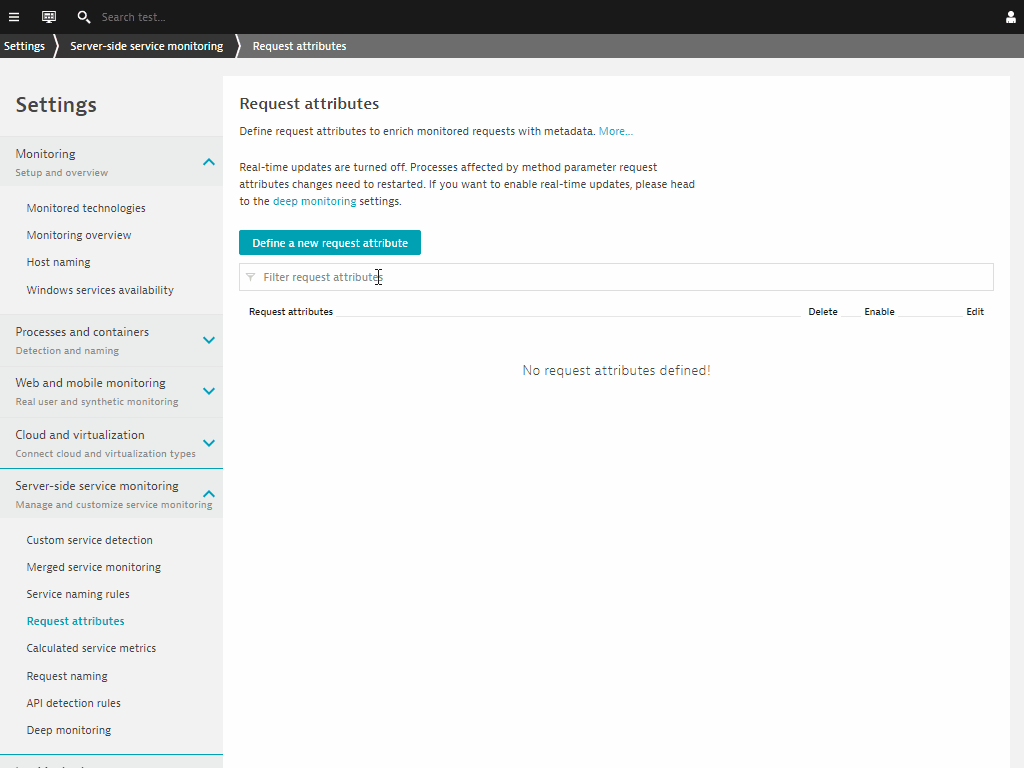 Search test...
Settings
Server-side service monitoring
Request attributes
Settings
Monitoring
Setup and overview
Monitored technologies
Monitoring overview
Host naming
Windows services availability
Processes and containers
Detection and naming
Web and mobile monitoring
Real user and synthetic monitoring
Cloud and virtualization
Connect cloud and virtualization types
Server-side service monitoring
Manage and customize service monitoring
Custom service detection
Merged service monitoring
Service naming rules
Request attributes
Calculated service metrics
Request naming
API detection rules
Deep monitoring
Request attributes
Define request attributes to enrich monitored requests with metadata. More...
Real-time updates are turned off. Processes affected by method parameter request
attributes changes need to restarted. If you want to enable real-time updates, please head
to the deep monitoring settings.
Define a new request attribute
Filter request attributes
Request attributes Delete Enable Edit
No request attributes defined!